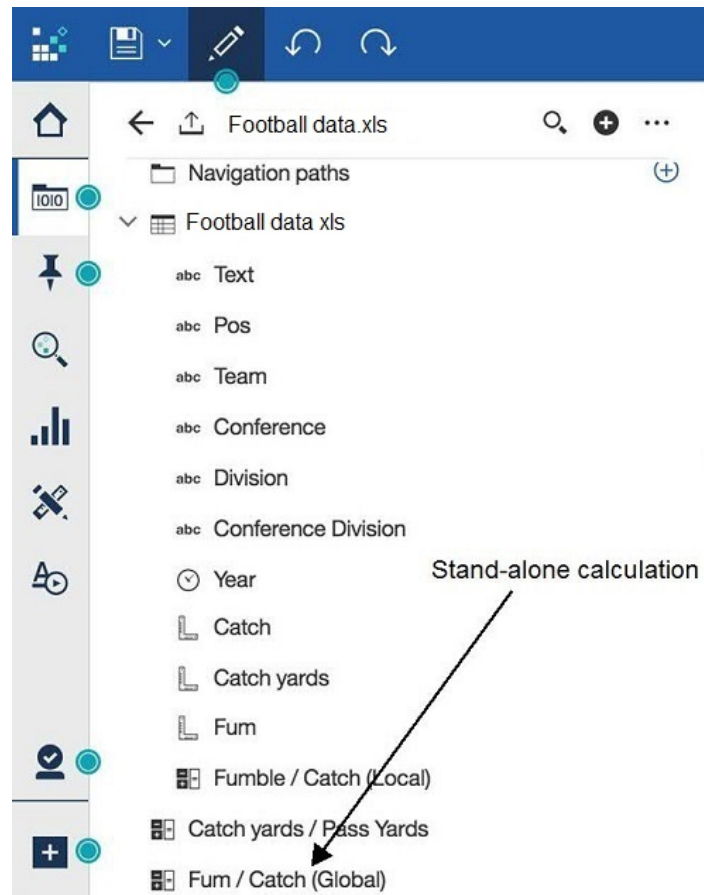 Football data.xls
Navigation paths
1010
Football data xls
abc Text
abc Pos
abc Team
abc Conference
abc Division
abc Conference Division
Year
Stand-alone calculation
Catch
Catch yards
Fum
Fumble / Catch (Local)
Catch yards / Pass Yards
Fum / Catch (Global)